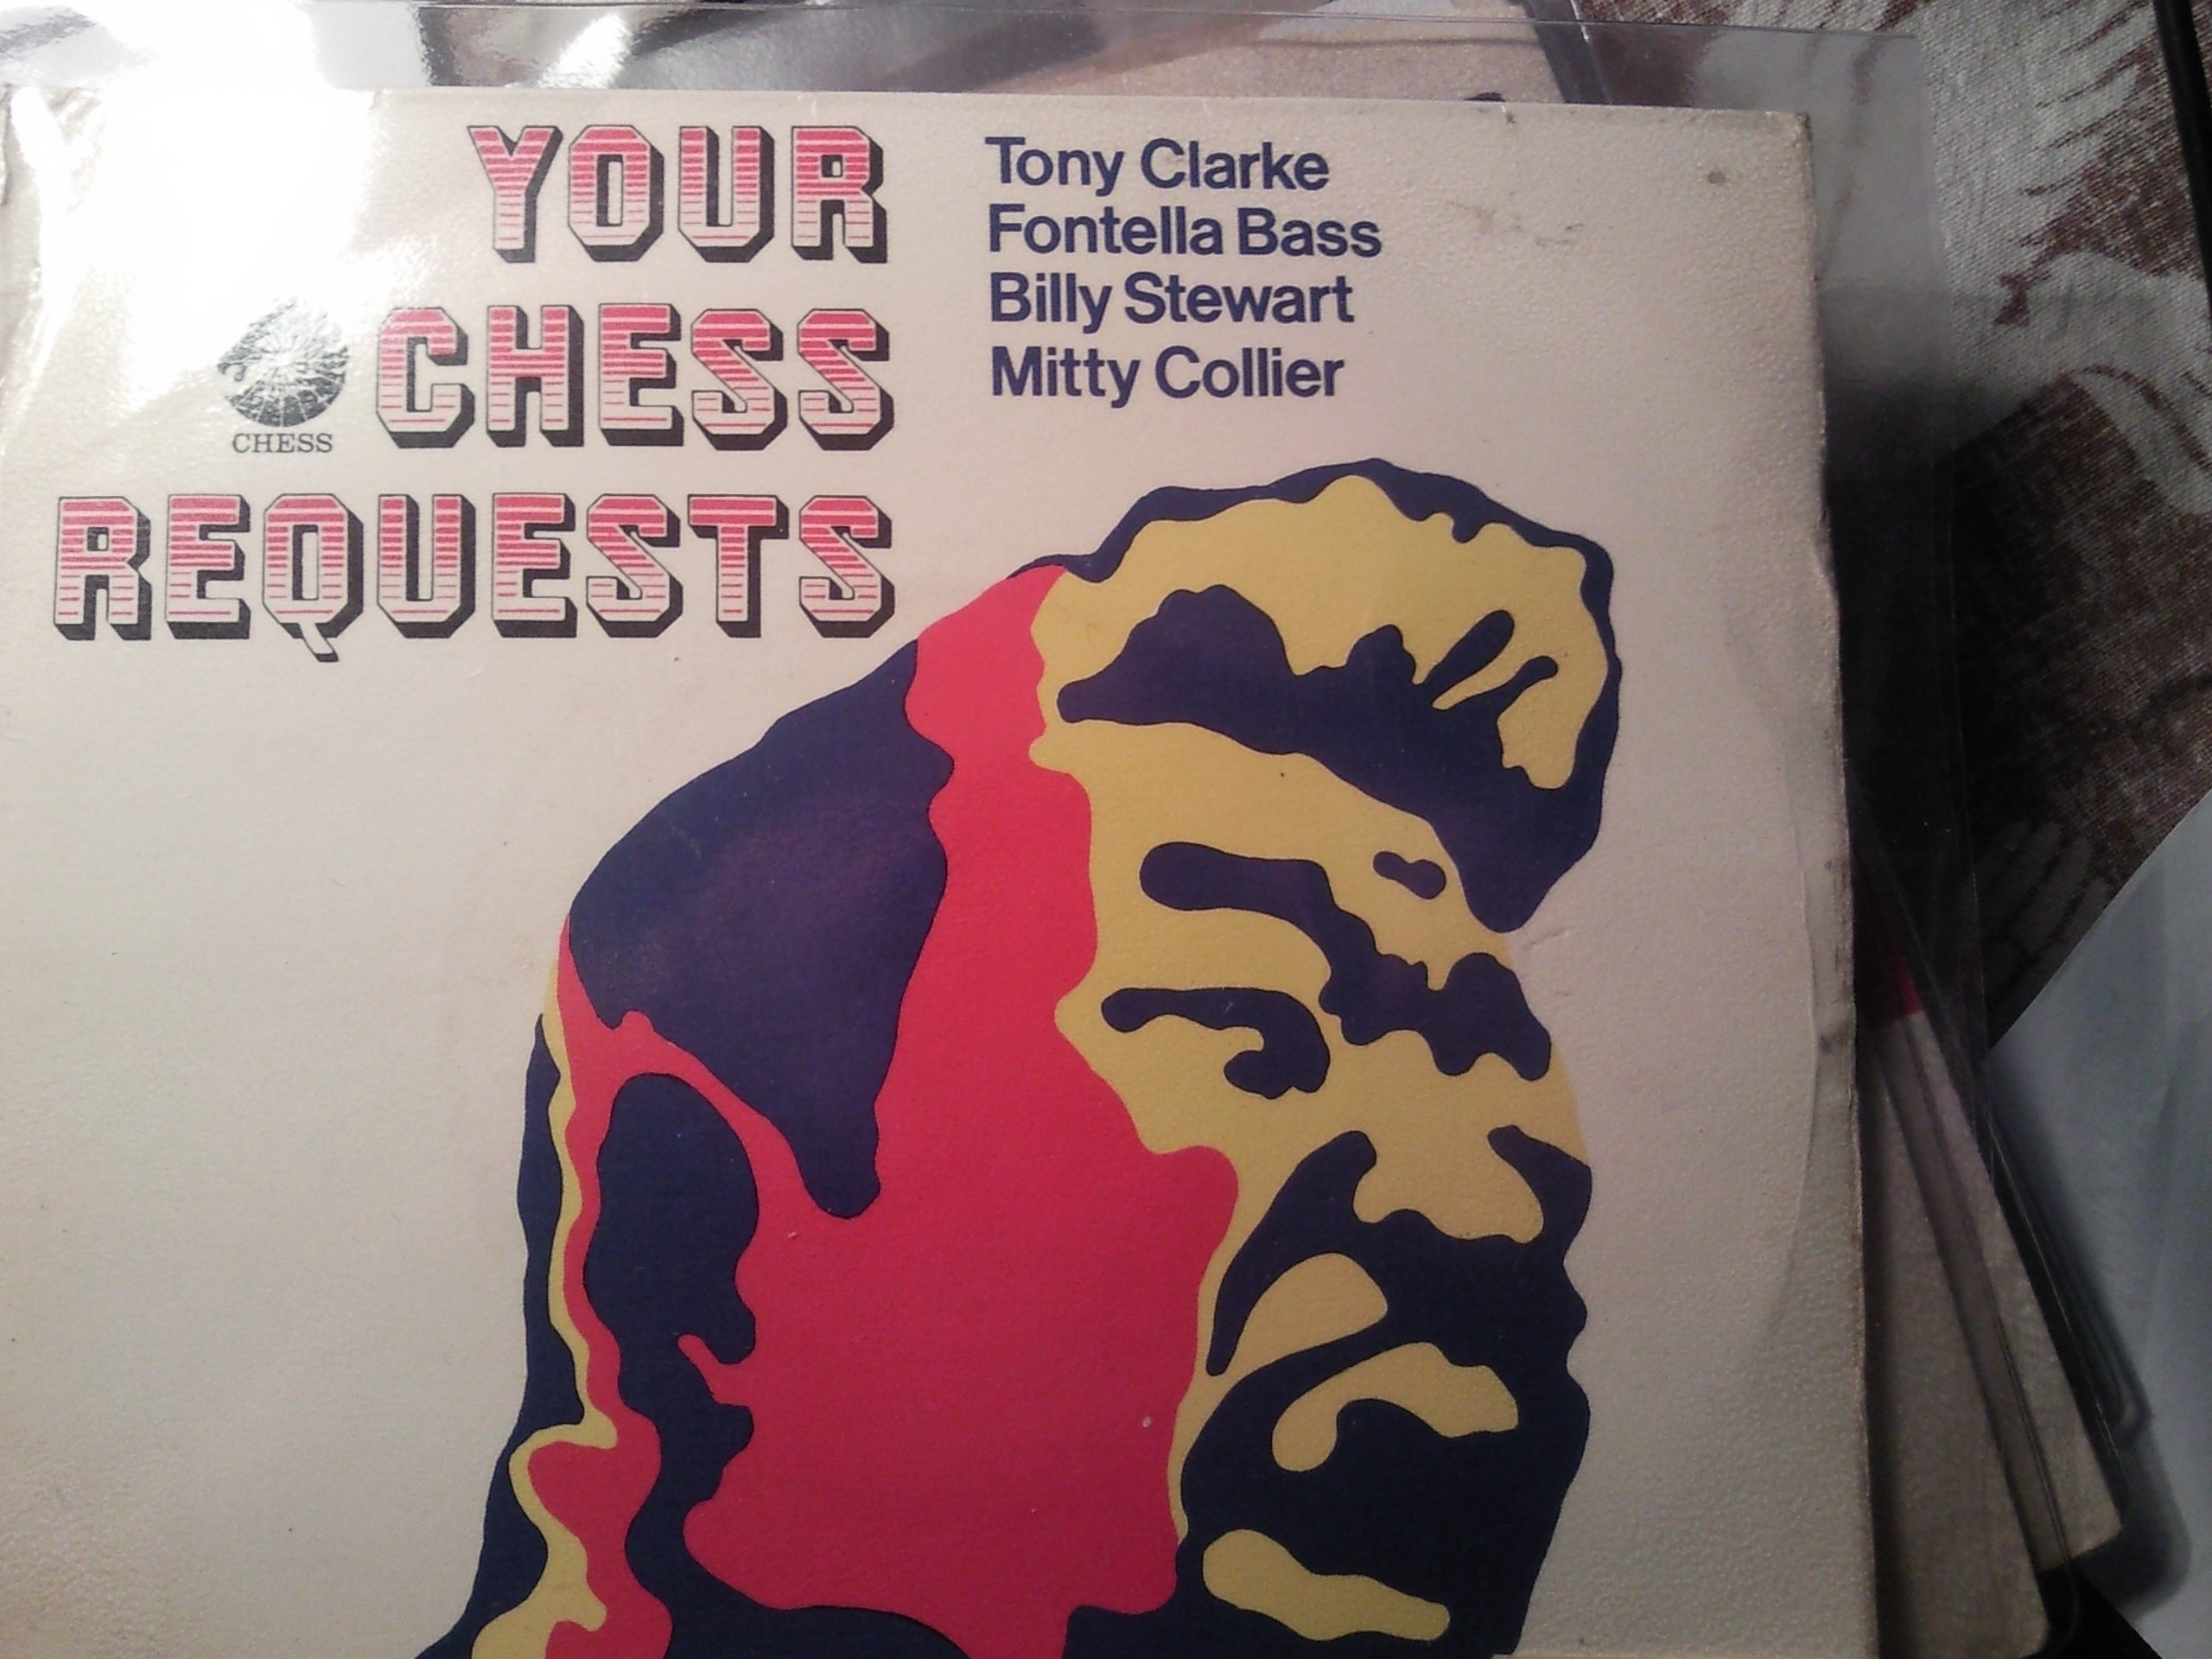 YOUR
CHESS
REQUESTS
CHESS
Tony Clarke
Fontella Bass
Billy Stewart
Mitty Collier